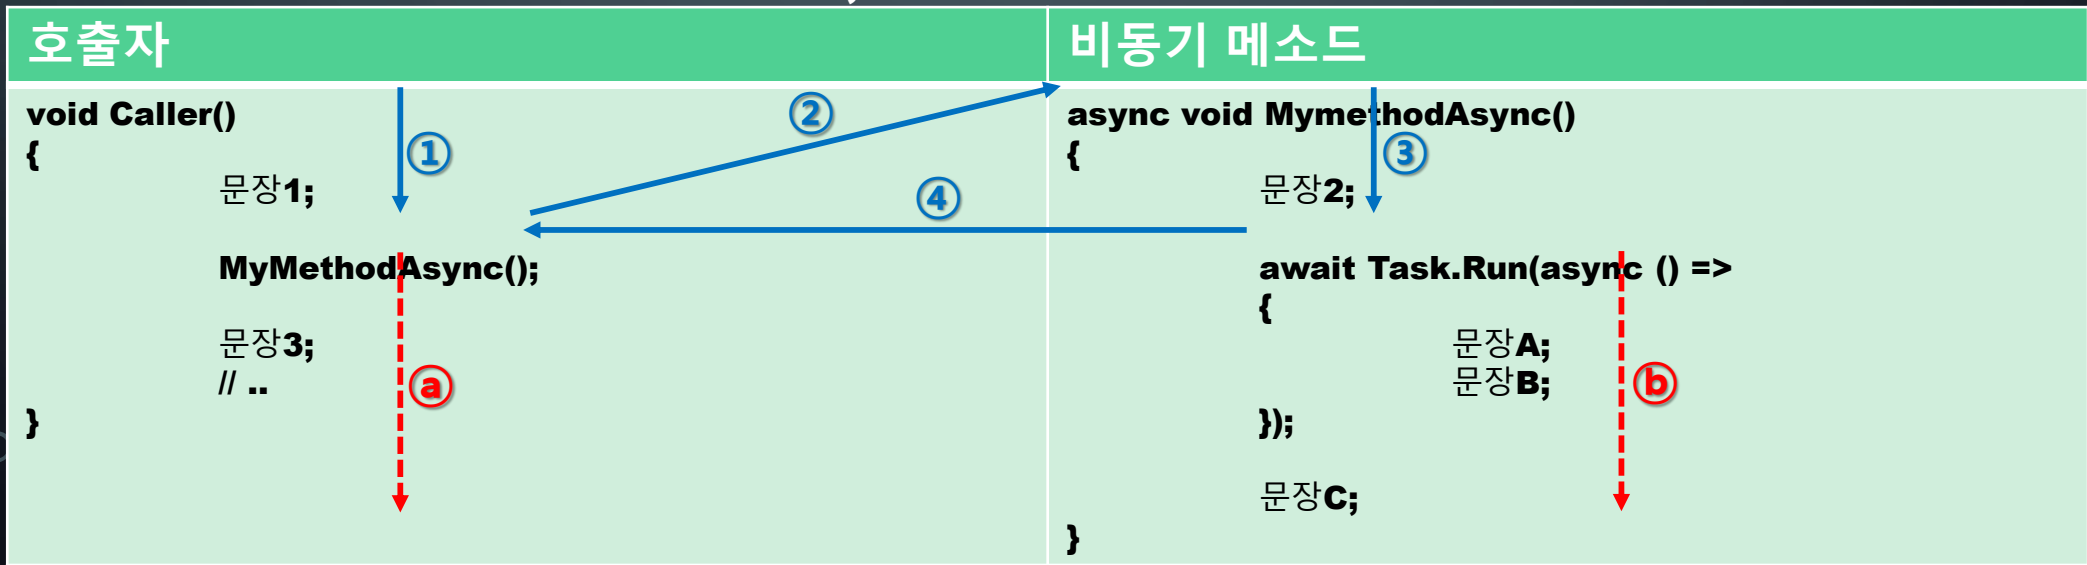 호출자
void Caller()
{
문장1;
MyMethodAsync();
문장3;
// ..
}
비동기 메소드
async void MymethodAsync()
{
문장2;
await Task.Run(async () =>
{
문장A;
문장B;
});
문장C;
}
①
②
③
④
ⓐ
ⓑ